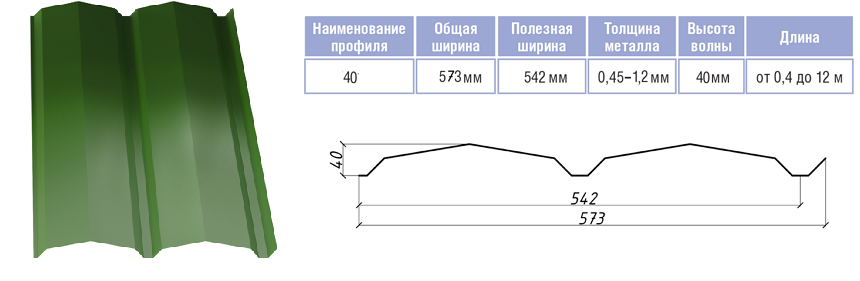 Наименование профиля
Общая ширина
Полезная ширина
Толщина металла
Высота волны
Длина
40
573 мм
542 мм
0,45–1,2 мм
40мм
от 0,4 до 12 м
40
542
573